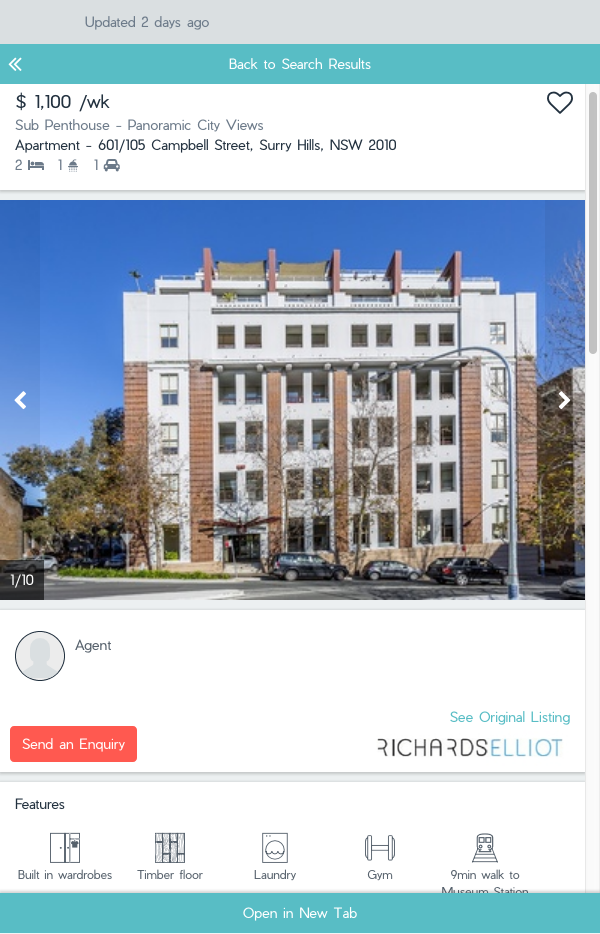 Updated 2 days ago
Back to Search Results
$ 1,100 /wk
Sub Penthouse - Panoramic City Views
Apartment - 601/105 Campbell Street, Surry Hills, NSW 2010
2 1 1
1/10
Agent
See Original Listing
Send an Enquiry
RICHARDSELLIOT
Features
Built in wardrobes Timber floor Laundry Gym 9min walk to
Museum Station
Open in New Tab